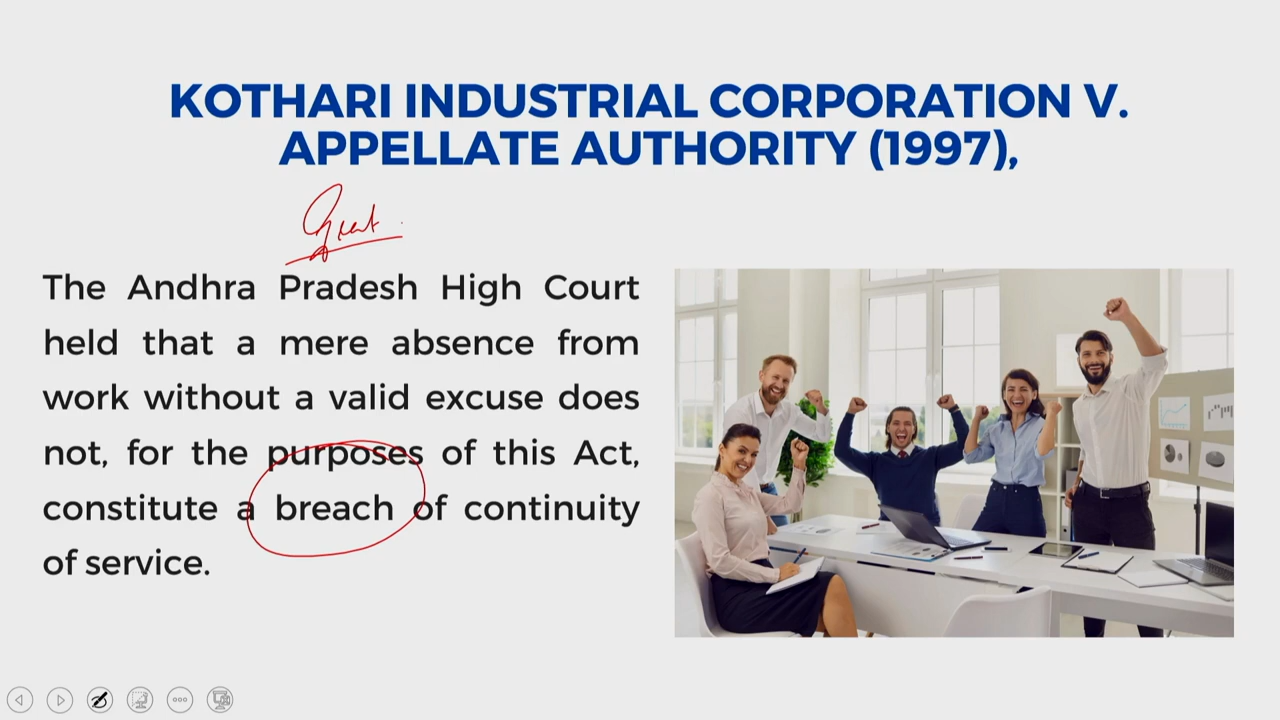 KOTHARI INDUSTRIAL CORPORATION V.
APPELLATE AUTHORITY (1997),
The Andhra Pradesh High Court
held that a mere absence from
work without a valid excuse does
not, for the purposes of this Act,
constitute a breach of continuity
of service.